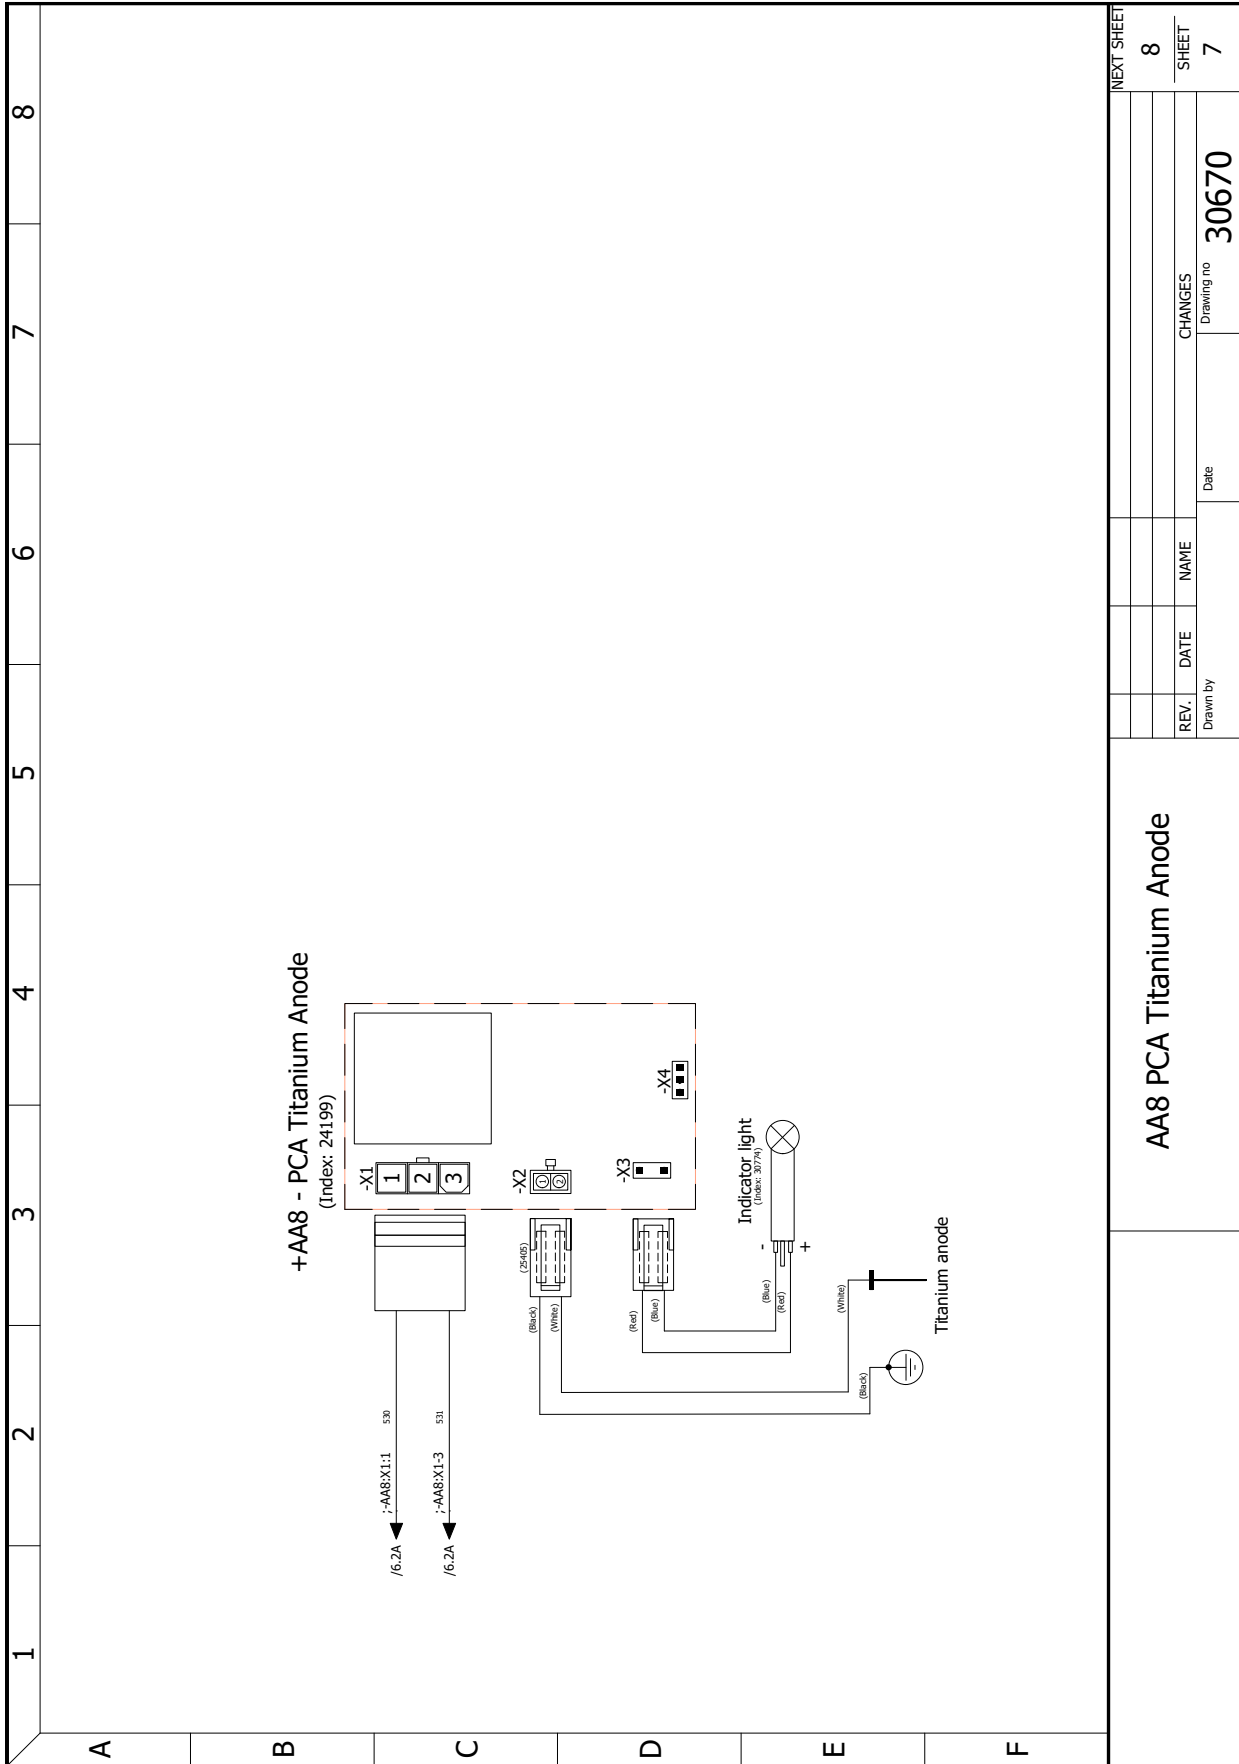 1 2 3 4 5 6 7 8
A
B
C
D
E
F
+AA8 - PCA Titanium Anode
(Index: 24199)
-X1
1
2
3
/6.2A
;-AA8:X1:1
530
/6.2A
;-AA8:X1-3
531
-X2
1
2
(25405)
(Black)
(White)
-X3
-X4
(Red)
(Blue)
Indicator light
(Index: 30774)
-
+
(Blue)
(Red)
(White)
(Black)
Titanium anode
AA8 PCA Titanium Anode
REV.
DATE
NAME
CHANGES
Drawn by
Date
Drawing no
30670
NEXT SHEET
8
SHEET
7